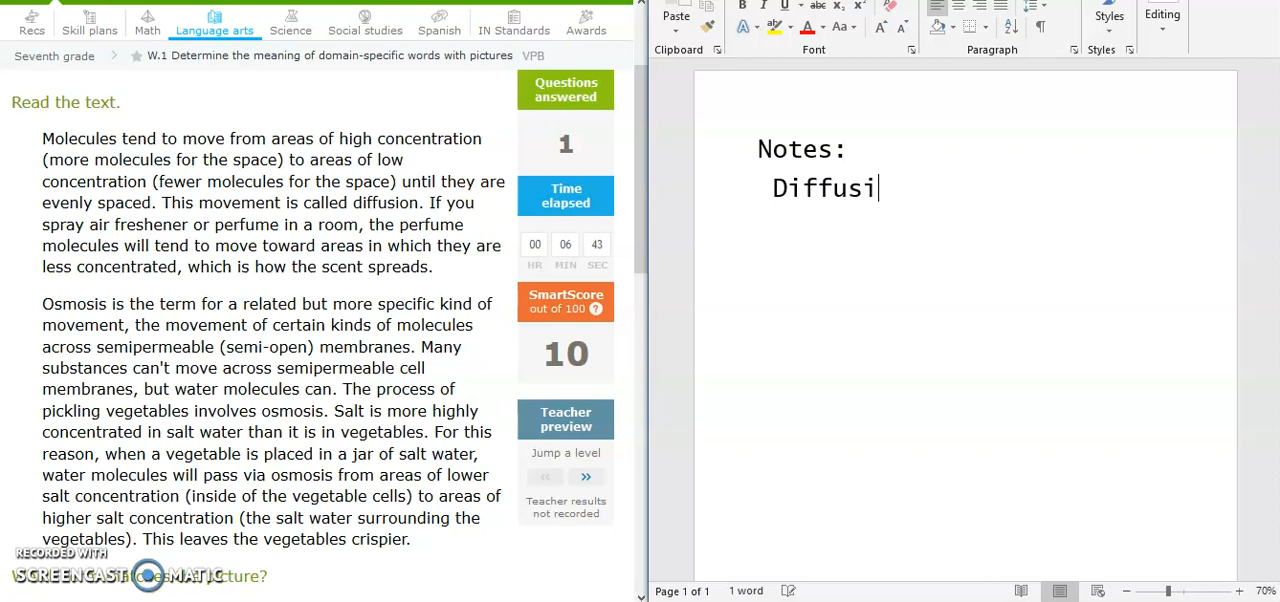 Recs Skill plans Math Language arts Science Social studies Spanish IN Standards Awards
Seventh grade W.1 Determine the meaning of domain-specific words with pictures VPB
Read the text.
Molecules tend to move from areas of high concentration
(more molecules for the space) to areas of low
concentration (fewer molecules for the space) until they are
evenly spaced. This movement is called diffusion. If you
spray air freshener or perfume in a room, the perfume
molecules will tend to move toward areas in which they are
less concentrated, which is how the scent spreads.
Osmosis is the term for a related but more specific kind of
movement, the movement of certain kinds of molecules
across semipermeable (semi-open) membranes. Many
substances can't move across semipermeable cell
membranes, but water molecules can. The process of
pickling vegetables involves osmosis. Salt is more highly
concentrated in salt water than it is in vegetables. For this
reason, when a vegetable is placed in a jar of salt water,
water molecules will pass via osmosis from areas of lower
salt concentration (inside of the vegetable cells) to areas of
higher salt concentration (the salt water surrounding the
vegetables). This leaves the vegetables crispier.
picture?
RECORDED WITH
SCREENCAST MATIC
Questions
answered
1
Time
elapsed
00 06 43
HR MIN SEC
SmartScore
out of 100 ?
10
Teacher
preview
Jump a level
Teacher results
not recorded
Paste
Clipboard
B I U abc x₂ x²
A ab A Aa A A
Font
Paragraph
Styles
Styles
Editing
Notes:
Diffusi
Page 1 of 1 1 word 70%